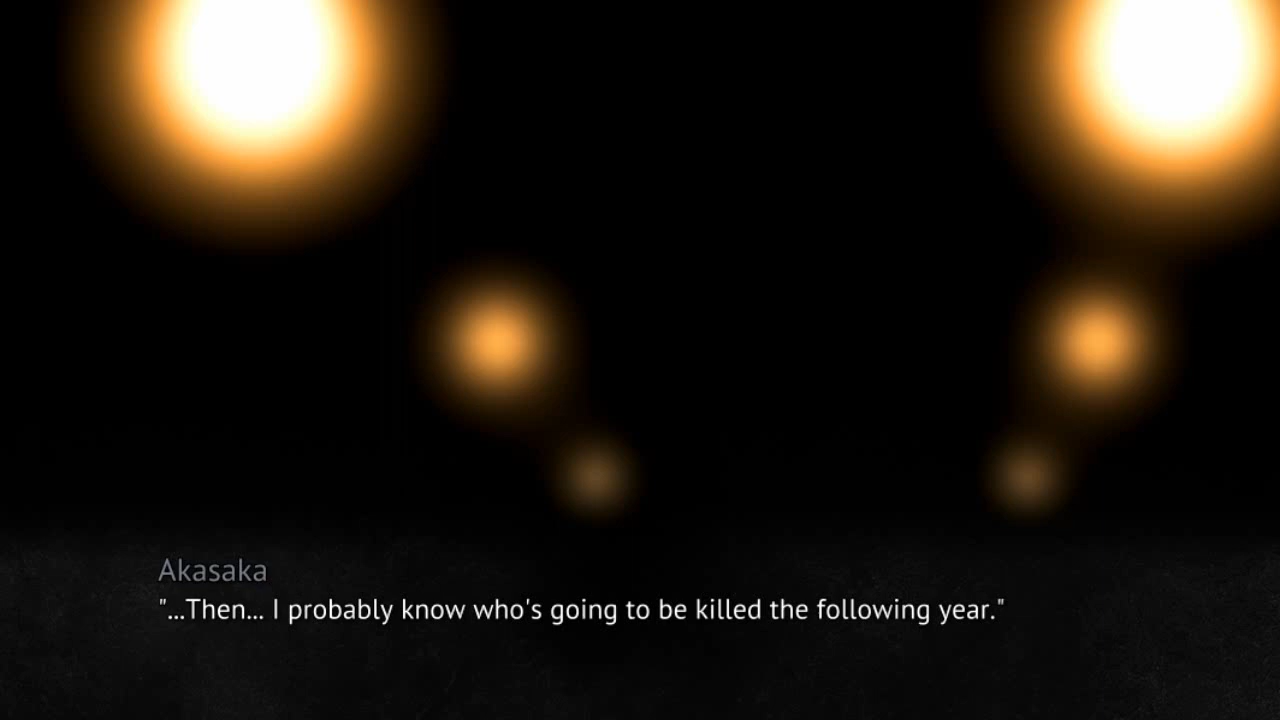 Akasaka
"...Then... I probably know who's going to be killed the following year."